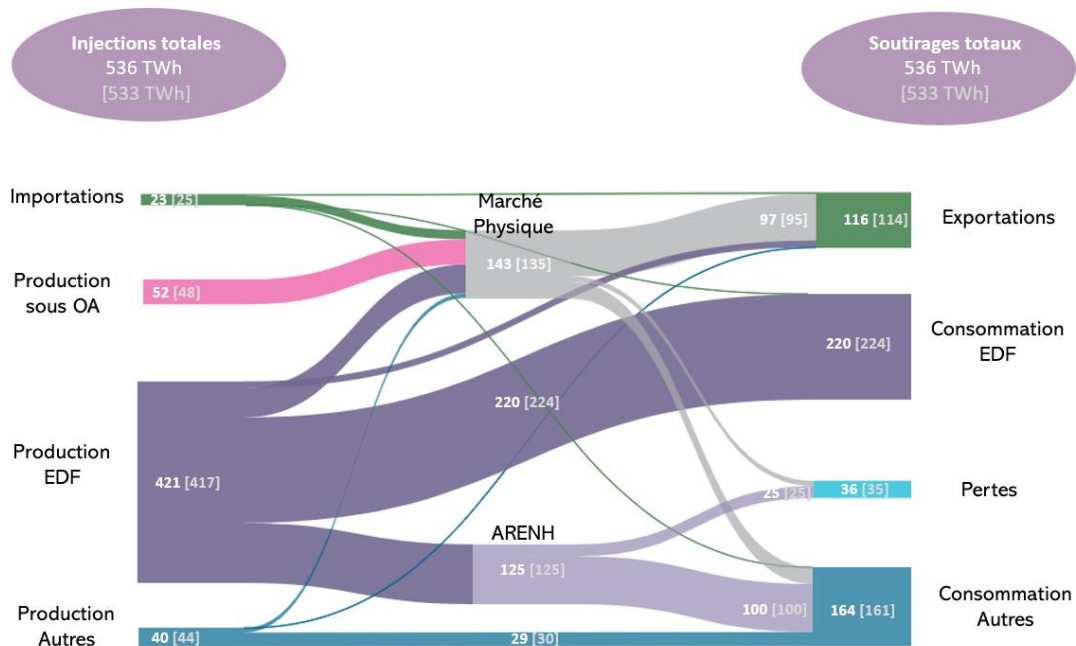 Injections totales
536 TWh
[533 TWh]
Soutirages totaux
536 TWh
[533 TWh]
Importations
23 [25]
Marché
Physique
143 [135]
97 [95]
116 [114]
Exportations
Production
sous OA
52 [48]
220 [224]
Consommation
EDF
220 [224]
Production
EDF
421 [417]
25 [25]
36 [35]
Pertes
ARENH
125 [125]
100 [100]
164 [161]
Consommation
Autres
Production
Autres
40 [44]
29 [30]